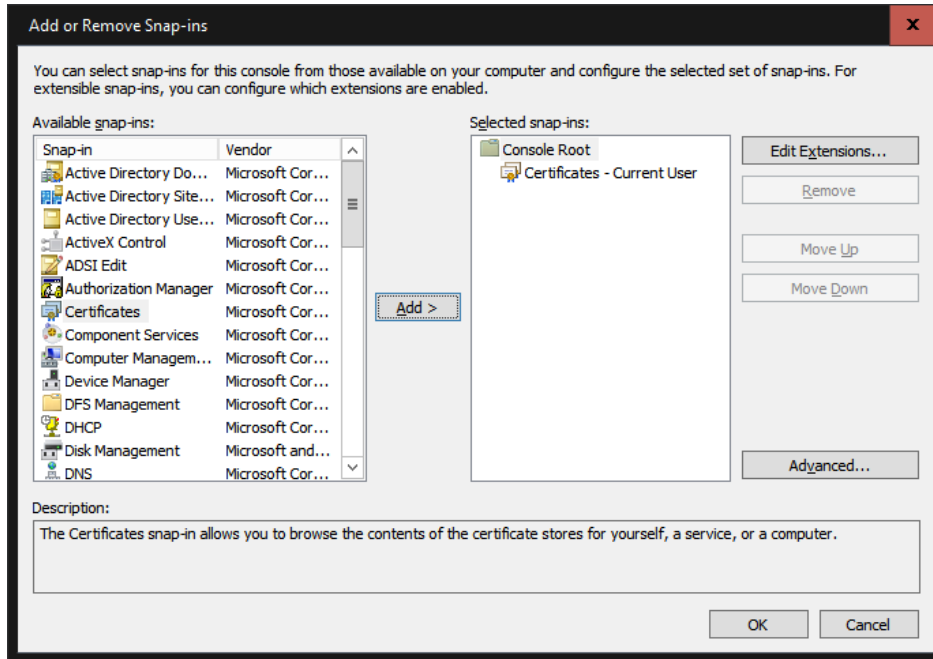 Add or Remove Snap-ins
x
You can select snap-ins for this console from those available on your computer and configure the selected set of snap-ins. For
extensible snap-ins, you can configure which extensions are enabled.
Available snap-ins:
Snap-in Vendor
Active Directory Do... Microsoft Cor...
Active Directory Site... Microsoft Cor...
Active Directory Use... Microsoft Cor...
ActiveX Control Microsoft Cor...
ADSI Edit Microsoft Cor...
Authorization Manager Microsoft Cor...
Certificates Microsoft Cor...
Component Services Microsoft Cor...
Computer Managem... Microsoft Cor...
Device Manager Microsoft Cor...
DFS Management Microsoft Cor...
DHCP Microsoft Cor...
Disk Management Microsoft and...
DNS Microsoft Cor...
Add >
Selected snap-ins:
Console Root
Certificates - Current User
Edit Extensions...
Remove
Move Up
Move Down
Advanced...
Description:
The Certificates snap-in allows you to browse the contents of the certificate stores for yourself, a service, or a computer.
OK
Cancel